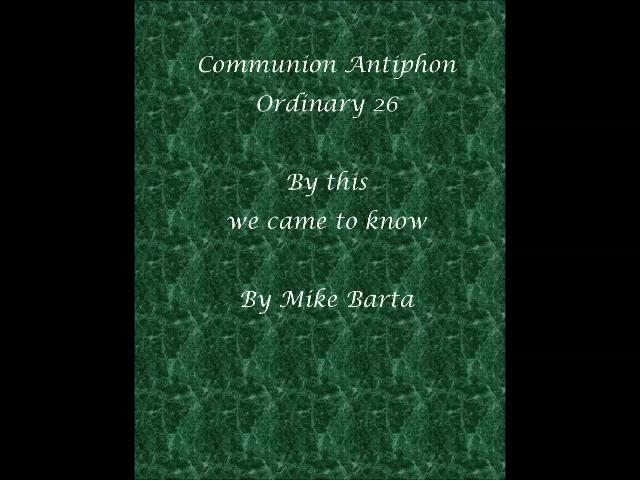 Communion Antiphon
Ordinary 26
By this
we came to know
By Mike Barta